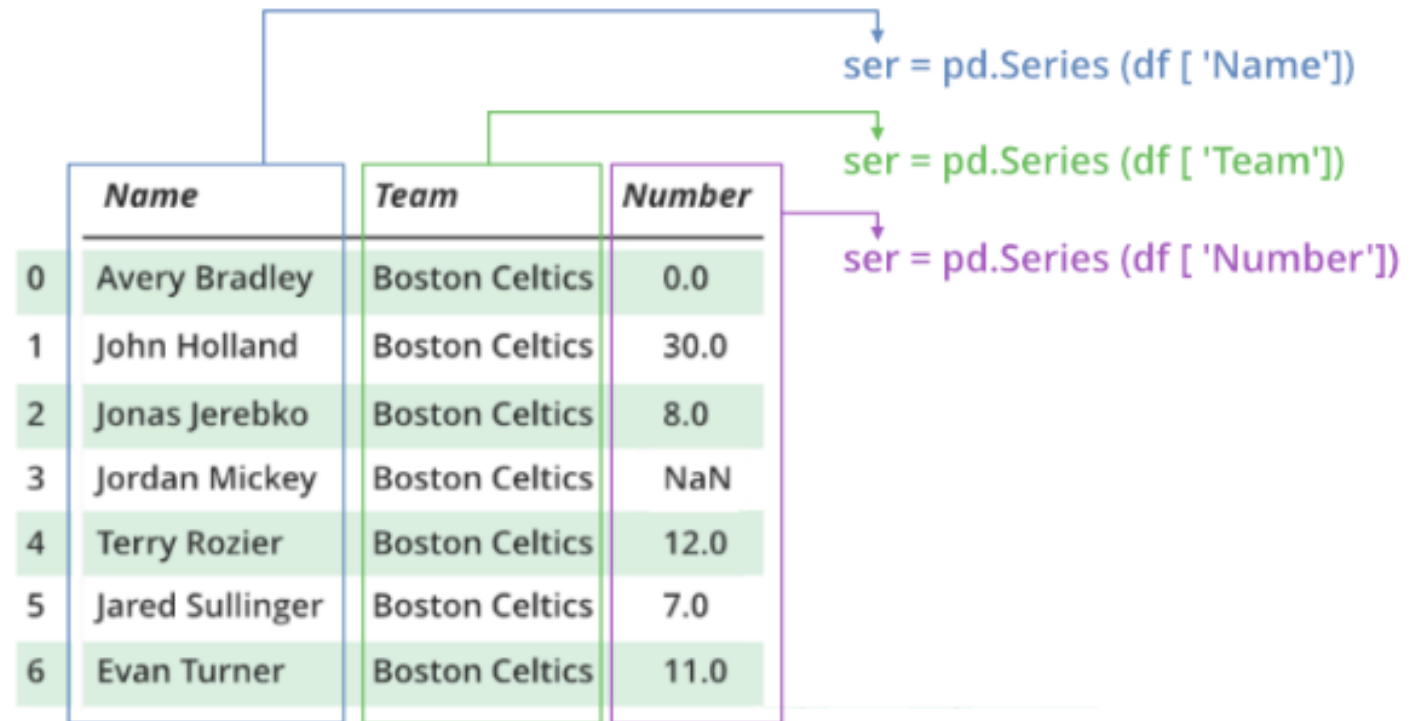 ser = pd.Series (df [ 'Name'])
ser = pd.Series (df [ 'Team'])
ser = pd.Series (df [ 'Number'])
Name Team Number
0 Avery Bradley Boston Celtics 0.0
1 John Holland Boston Celtics 30.0
2 Jonas Jerebko Boston Celtics 8.0
3 Jordan Mickey Boston Celtics NaN
4 Terry Rozier Boston Celtics 12.0
5 Jared Sullinger Boston Celtics 7.0
6 Evan Turner Boston Celtics 11.0